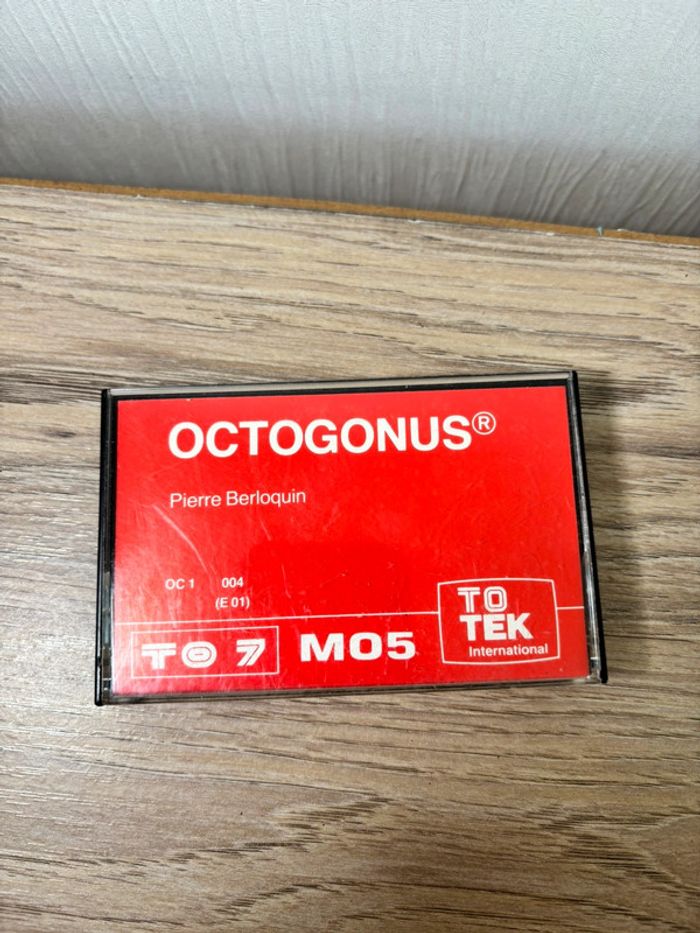 OCTOGONUS®
Pierre Berloquin
OC 1 004
(E 01)
TO 7 MO5
TO
TEK
International